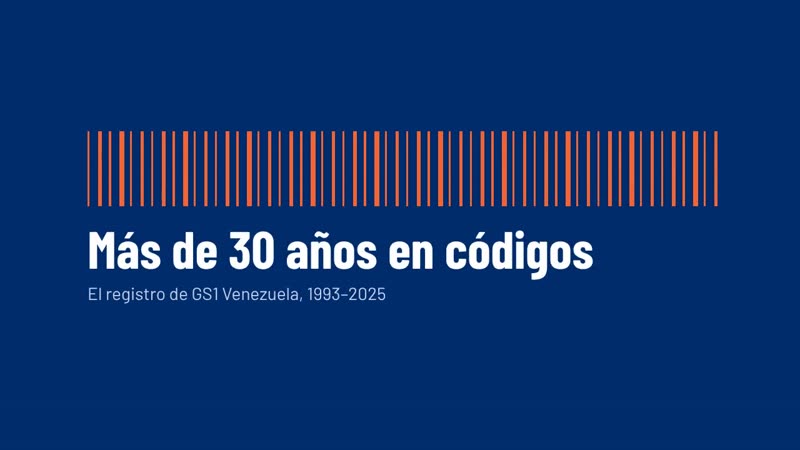 Más de 30 años en códigos
El registro de GS1 Venezuela, 1993–2025